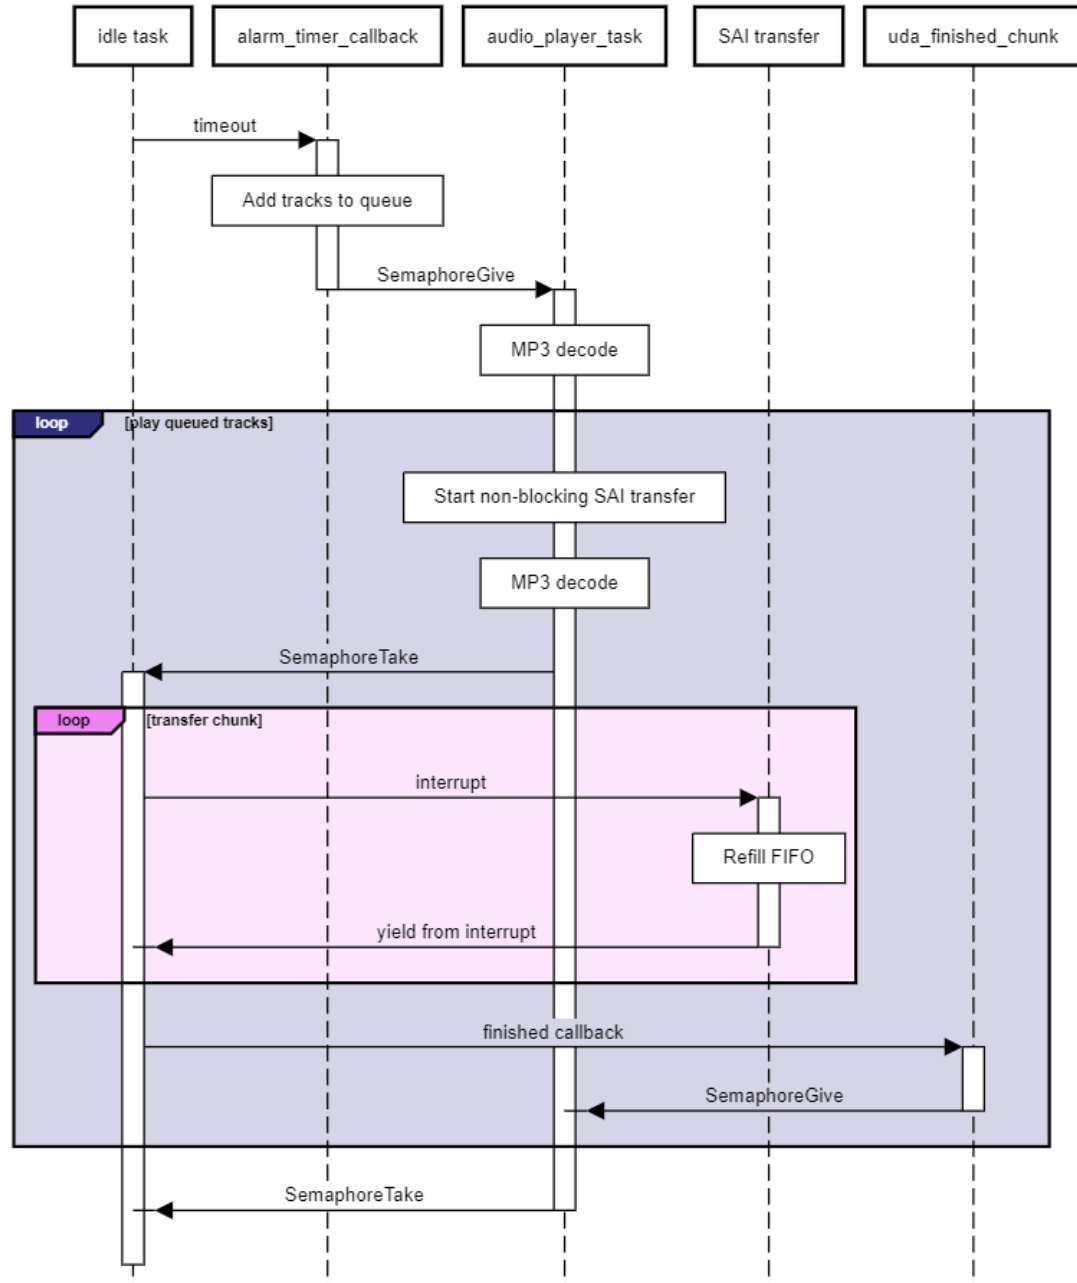 idle task
alarm_timer_callback
audio_player_task
SAI transfer
uda_finished_chunk
timeout
Add tracks to queue
SemaphoreGive
MP3 decode
loop
[play queued tracks]
Start non-blocking SAI transfer
MP3 decode
SemaphoreTake
loop
[transfer chunk]
interrupt
Refill FIFO
yield from interrupt
finished callback
SemaphoreGive
SemaphoreTake